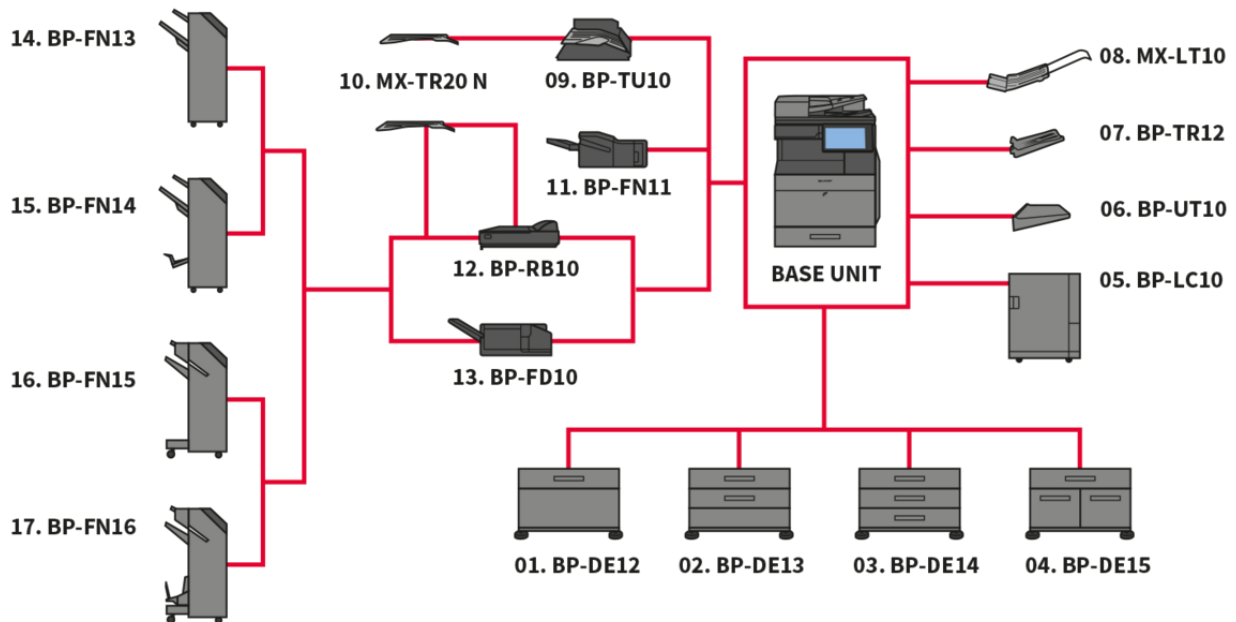 14. BP-FN13
10. MX-TR20 N
09. BP-TU10
08. MX-LT10
07. BP-TR12
15. BP-FN14
11. BP-FN11
06. BP-UT10
12. BP-RB10
BASE UNIT
05. BP-LC10
16. BP-FN15
13. BP-FD10
17. BP-FN16
01. BP-DE12
02. BP-DE13
03. BP-DE14
04. BP-DE15